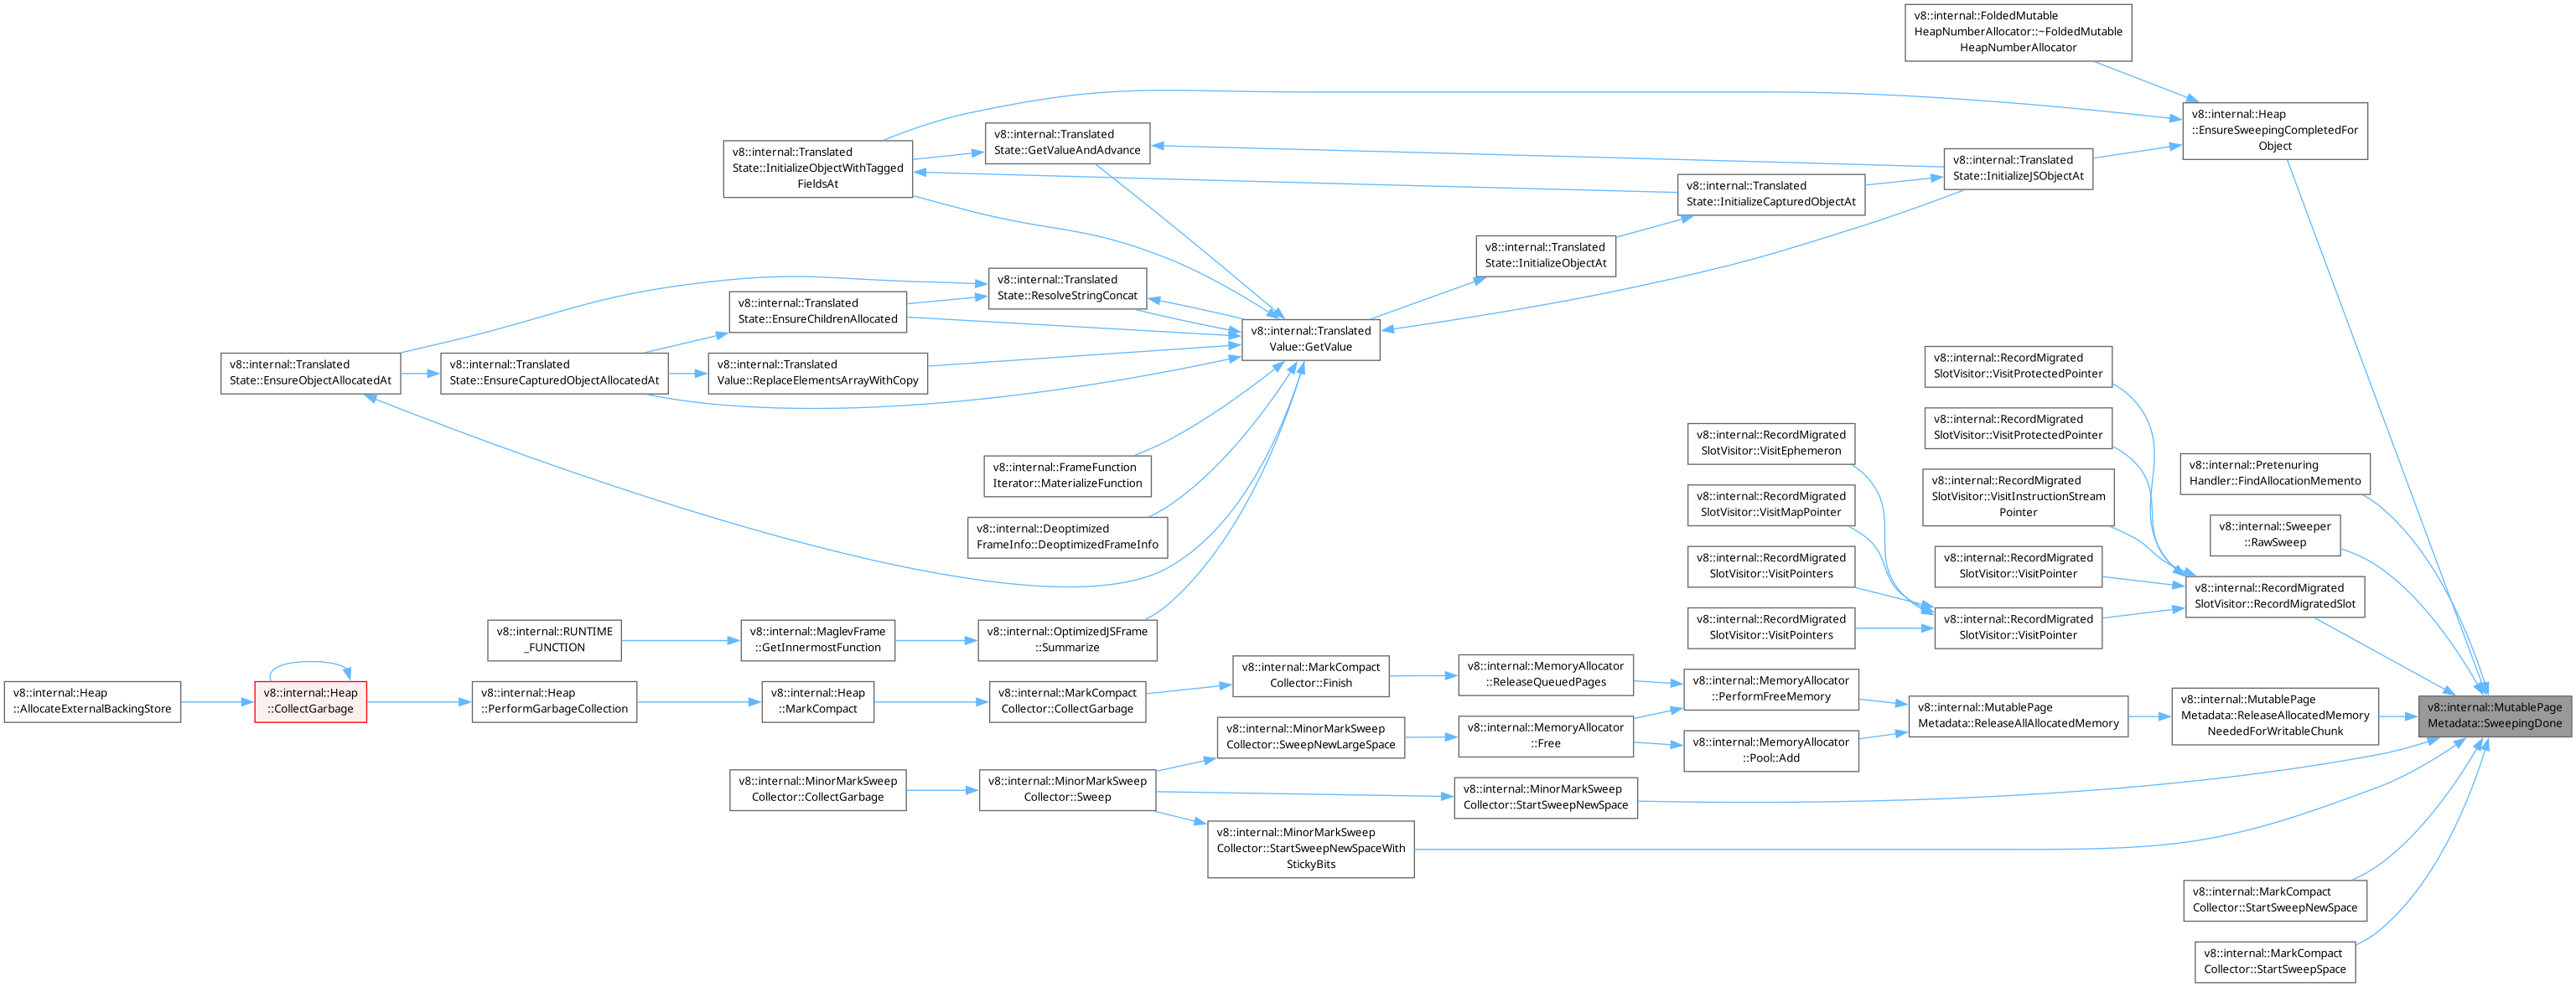 v8::internal::FoldedMutable
HeapNumberAllocator::~FoldedMutable
HeapNumberAllocator
v8::internal::Heap
::EnsureSweepingCompletedFor
Object
v8::internal::Translated
State::GetValueAndAdvance
v8::internal::Translated
State::InitializeObjectWithTagged
FieldsAt
v8::internal::Translated
State::InitializeJSObjectAt
v8::internal::Translated
State::InitializeCapturedObjectAt
v8::internal::Translated
State::InitializeObjectAt
v8::internal::Translated
State::ResolveStringConcat
v8::internal::Translated
State::EnsureChildrenAllocated
v8::internal::Translated
Value::GetValue
v8::internal::Translated
State::EnsureObjectAllocatedAt
v8::internal::Translated
State::EnsureCapturedObjectAllocatedAt
v8::internal::Translated
Value::ReplaceElementsArrayWithCopy
v8::internal::RecordMigrated
SlotVisitor::VisitProtectedPointer
v8::internal::RecordMigrated
SlotVisitor::VisitProtectedPointer
v8::internal::RecordMigrated
SlotVisitor::VisitEphemeron
v8::internal::FrameFunction
Iterator::MaterializeFunction
v8::internal::Pretenuring
Handler::FindAllocationMemento
v8::internal::RecordMigrated
SlotVisitor::VisitInstructionStream
Pointer
v8::internal::RecordMigrated
SlotVisitor::VisitMapPointer
v8::internal::Deoptimized
FrameInfo::DeoptimizedFrameInfo
v8::internal::Sweeper
::RawSweep
v8::internal::RecordMigrated
SlotVisitor::VisitPointers
v8::internal::RecordMigrated
SlotVisitor::VisitPointer
v8::internal::RecordMigrated
SlotVisitor::RecordMigratedSlot
v8::internal::RecordMigrated
SlotVisitor::VisitPointers
v8::internal::RecordMigrated
SlotVisitor::VisitPointer
v8::internal::RUNTIME
_FUNCTION
v8::internal::MaglevFrame
::GetInnermostFunction
v8::internal::OptimizedJSFrame
::Summarize
v8::internal::Heap
::AllocateExternalBackingStore
v8::internal::Heap
::CollectGarbage
v8::internal::Heap
::PerformGarbageCollection
v8::internal::Heap
::MarkCompact
v8::internal::MarkCompact
Collector::CollectGarbage
v8::internal::MarkCompact
Collector::Finish
v8::internal::MemoryAllocator
::ReleaseQueuedPages
v8::internal::MemoryAllocator
::PerformFreeMemory
v8::internal::MutablePage
Metadata::ReleaseAllAllocatedMemory
v8::internal::MutablePage
Metadata::ReleaseAllocatedMemory
NeededForWritableChunk
v8::internal::MutablePage
Metadata::SweepingDone
v8::internal::MinorMarkSweep
Collector::SweepNewLargeSpace
v8::internal::MemoryAllocator
::Free
v8::internal::MemoryAllocator
::Pool::Add
v8::internal::MinorMarkSweep
Collector::CollectGarbage
v8::internal::MinorMarkSweep
Collector::Sweep
v8::internal::MinorMarkSweep
Collector::StartSweepNewSpace
v8::internal::MinorMarkSweep
Collector::StartSweepNewSpaceWith
StickyBits
v8::internal::MarkCompact
Collector::StartSweepNewSpace
v8::internal::MarkCompact
Collector::StartSweepSpace